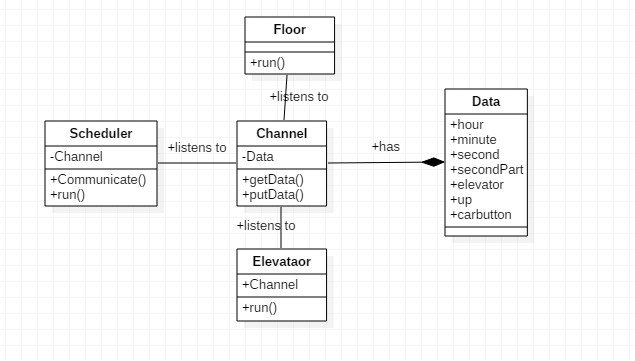 Floor
+run()
+listens to
Scheduler
-Channel
+Communicate()
+run()
+listens to
Channel
-Data
+getData()
+putData()
+has
Data
+hour
+minute
+second
+secondPart
+elevator
+up
+carbutton
+listens to
Elevataor
+Channel
+run()